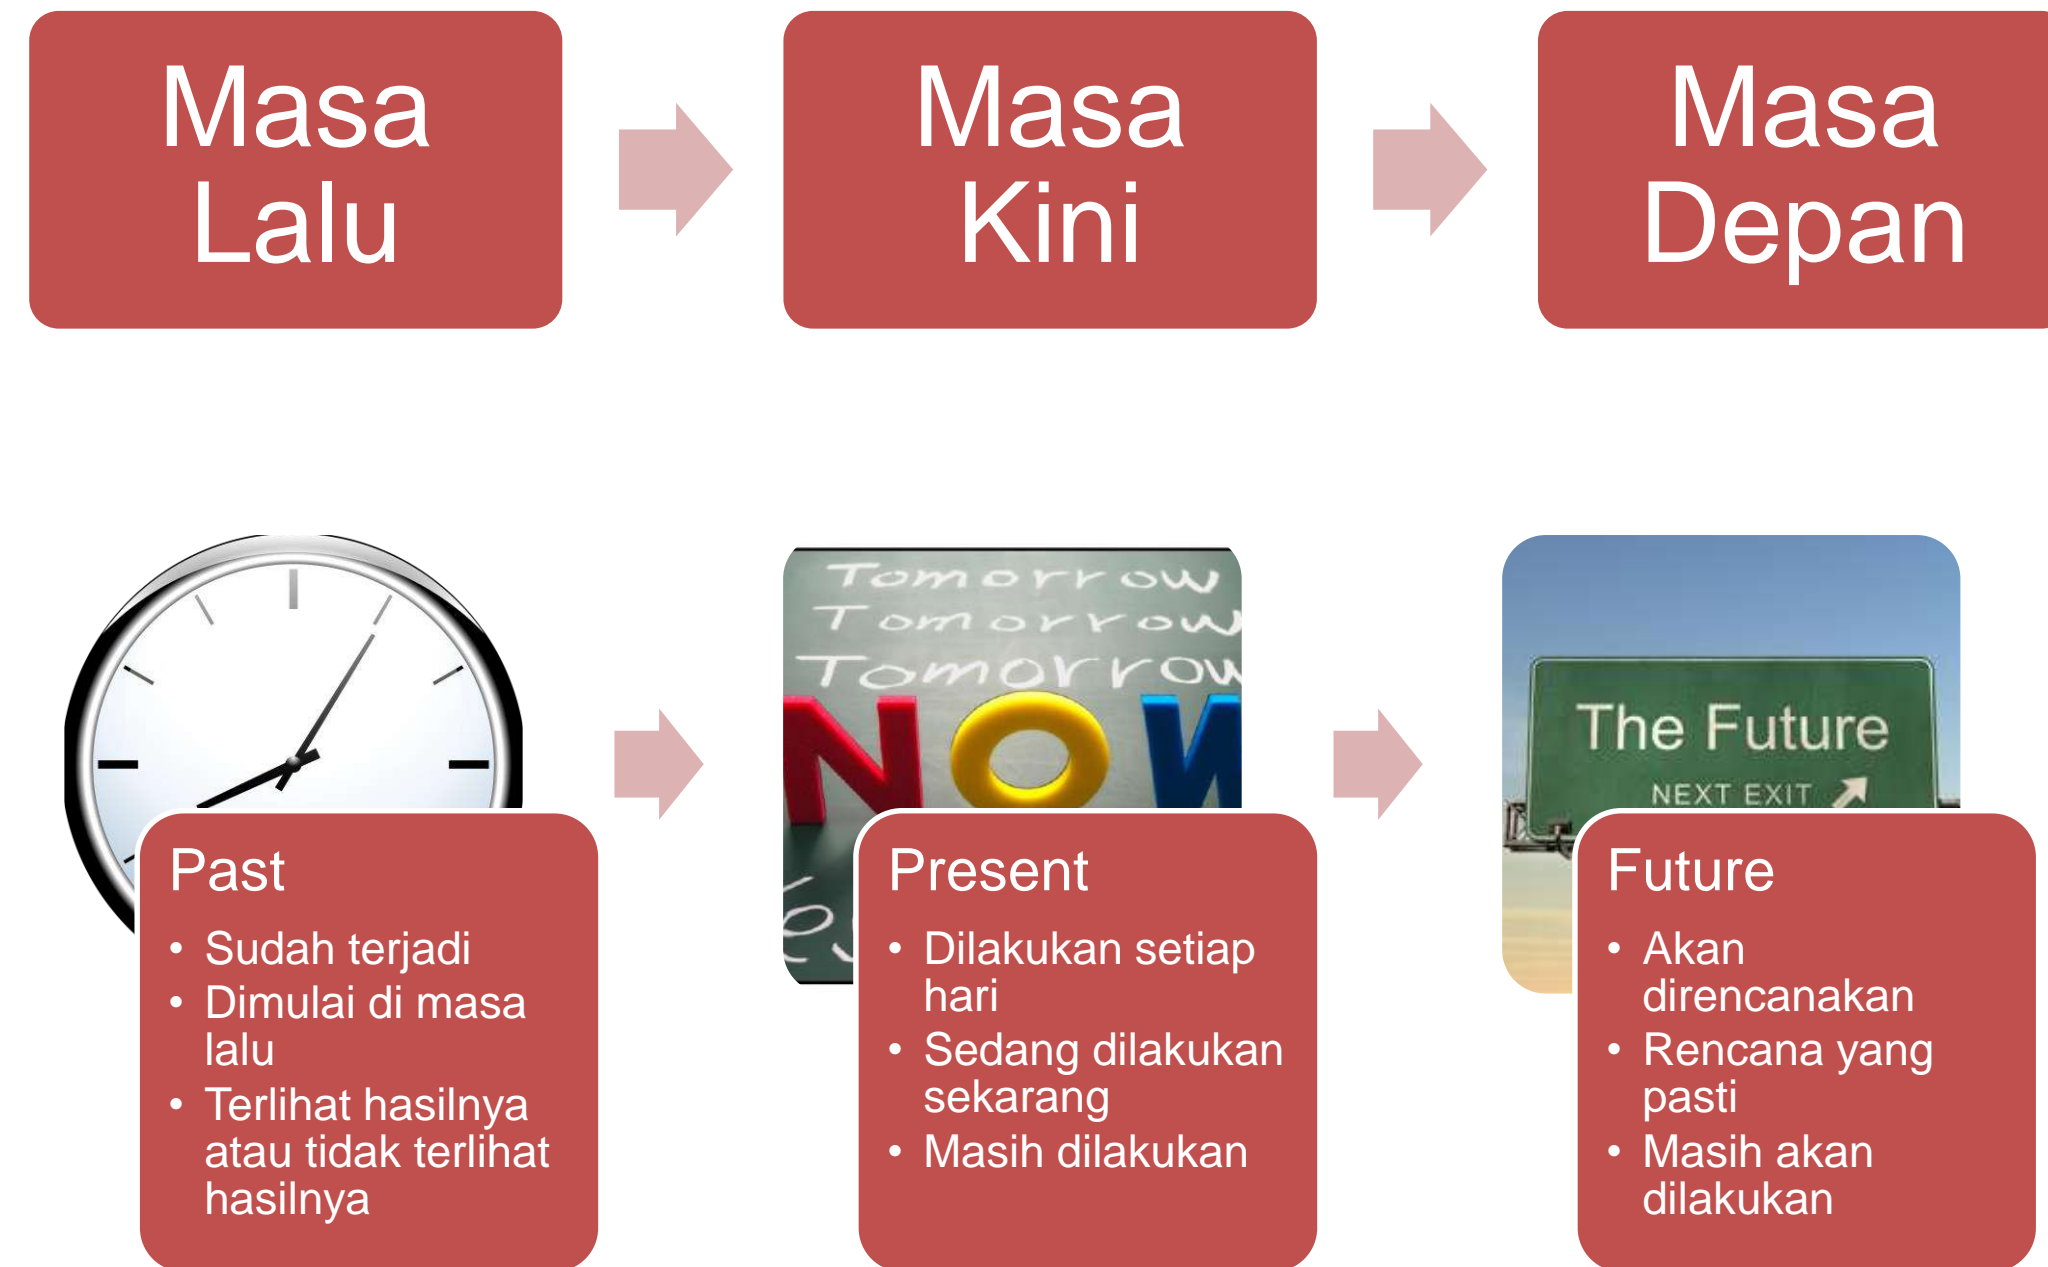 Masa
Lalu
Masa
Kini
Masa
Depan
Tomorrow
Tomorrow
Tomorrow
NOW
The Future
NEXT EXIT
Past
• Sudah terjadi
• Dimulai di masa
lalu
• Terlihat hasilnya
atau tidak terlihat
hasilnya
Present
• Dilakukan setiap
hari
• Sedang dilakukan
sekarang
• Masih dilakukan
Future
• Akan
direncanakan
• Rencana yang
pasti
• Masih akan
dilakukan